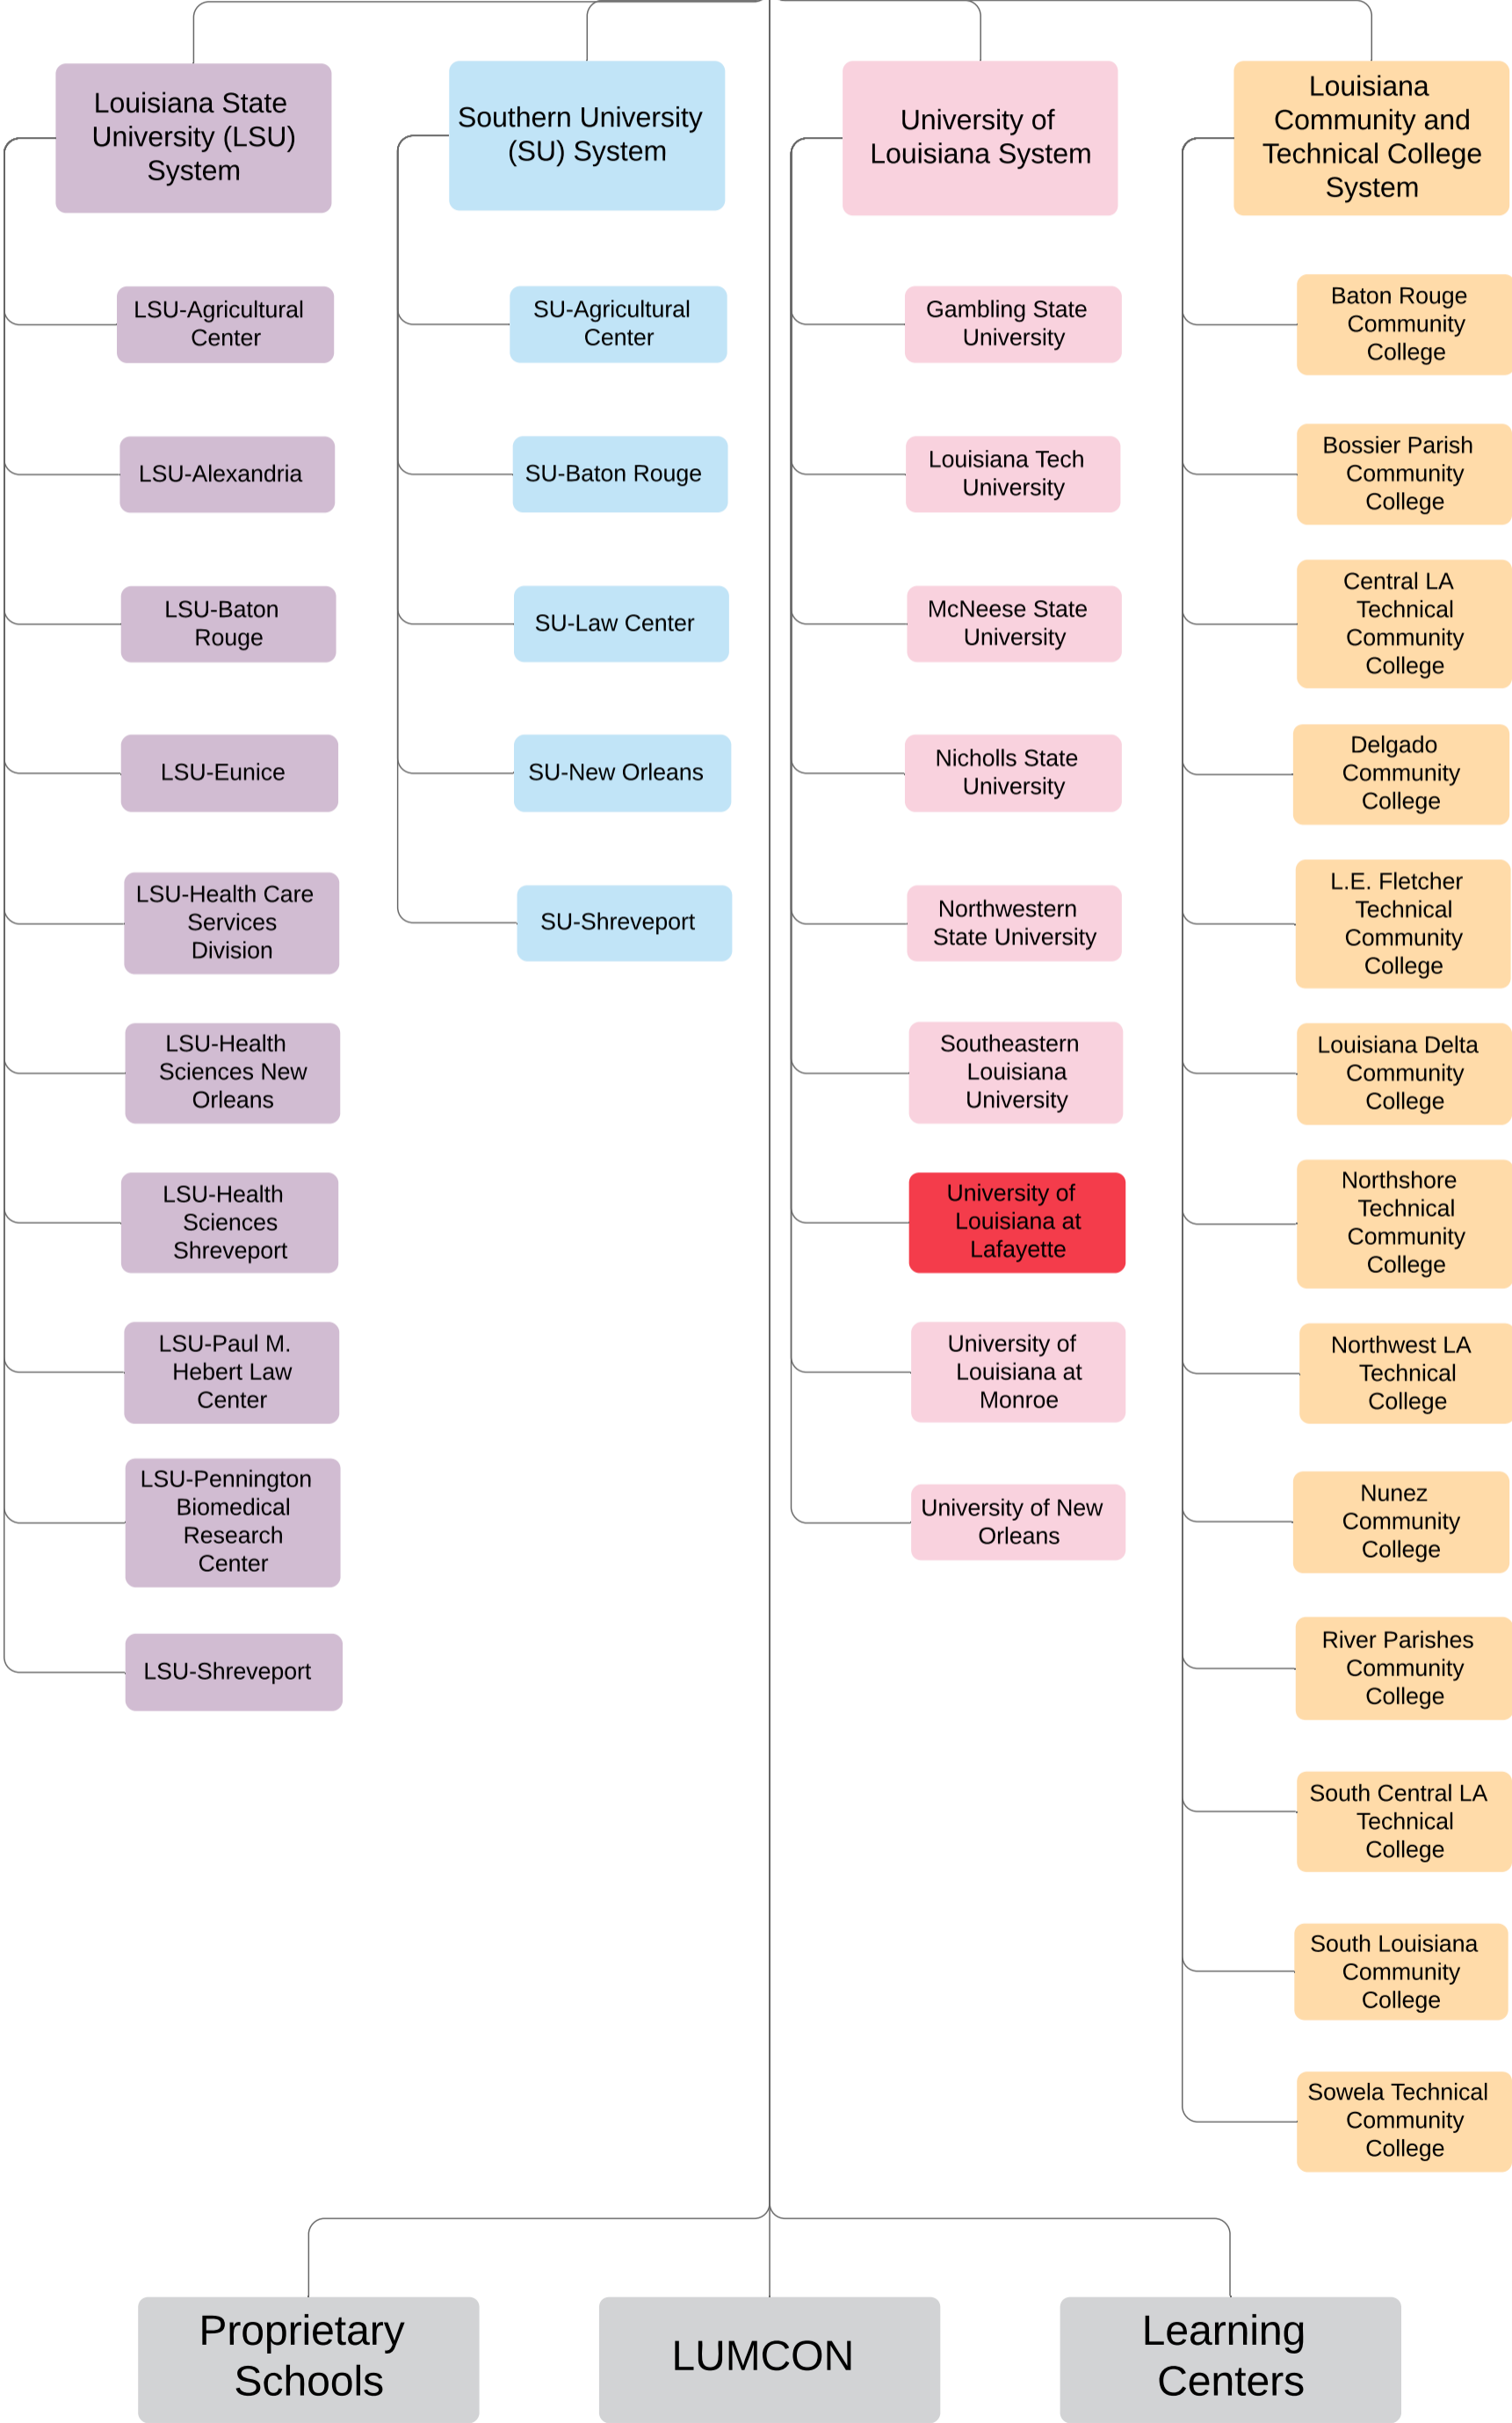 Louisiana State
University (LSU)
System
LSU-Agricultural
Center
LSU-Alexandria
LSU-Baton
Rouge
LSU-Eunice
LSU-Health Care
Services
Division
LSU-Health
Sciences New
Orleans
LSU-Health
Sciences
Shreveport
LSU-Paul M.
Hebert Law
Center
LSU-Pennington
Biomedical
Research
Center
LSU-Shreveport
Southern University
(SU) System
SU-Agricultural
Center
SU-Baton Rouge
SU-Law Center
SU-New Orleans
SU-Shreveport
University of
Louisiana System
Gambling State
University
Louisiana Tech
University
McNeese State
University
Nicholls State
University
Northwestern
State University
Southeastern
Louisiana
University
University of
Louisiana at
Lafayette
University of
Louisiana at
Monroe
University of New
Orleans
Louisiana
Community and
Technical College
System
Baton Rouge
Community
College
Bossier Parish
Community
College
Central LA
Technical
Community
College
Delgado
Community
College
L.E. Fletcher
Technical
Community
College
Louisiana Delta
Community
College
Northshore
Technical
Community
College
Northwest LA
Technical
College
Nunez
Community
College
River Parishes
Community
College
South Central LA
Technical
College
South Louisiana
Community
College
Sowela Technical
Community
College
Proprietary
Schools
LUMCON
Learning
Centers